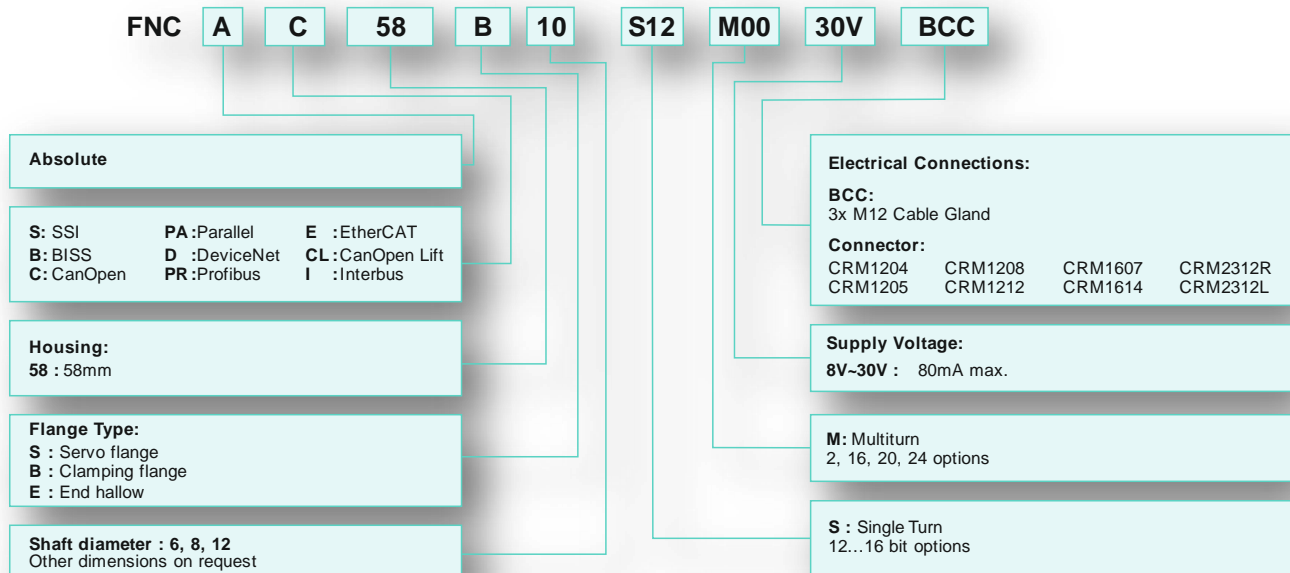 FNC A C 58 B 10 S12 M00 30V BCC
Absolute
S: SSI PA :Parallel E :EtherCAT
B: BISS D :DeviceNet CL :CanOpen Lift
C: CanOpen PR :Profibus I :Interbus
Housing:
58 : 58mm
Flange Type:
S : Servo flange
B : Clamping flange
E : End hallow
Shaft diameter : 6, 8, 12
Other dimensions on request
Electrical Connections:
BCC:
3x M12 Cable Gland
Connector:
CRM1204 CRM1208 CRM1607 CRM2312R
CRM1205 CRM1212 CRM1614 CRM2312L
Supply Voltage:
8V~30V : 80mA max.
M: Multiturn
2, 16, 20, 24 options
S : Single Turn
12...16 bit options